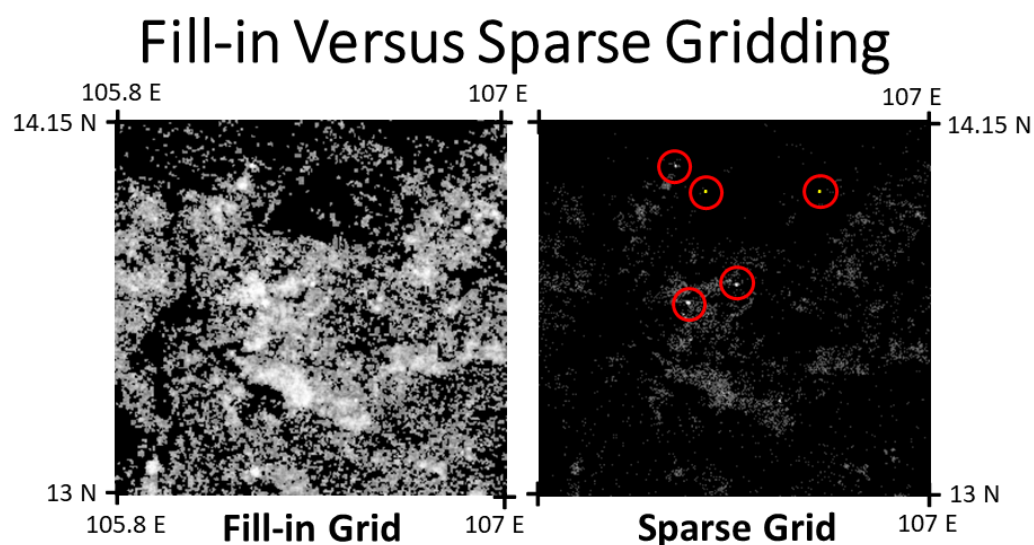 Fill-in Versus Sparse Gridding
105.8 E
107 E
107 E
14.15 N
14.15 N
13 N
13 N
105.8 E
Fill-in Grid
107 E
Sparse Grid
107 E